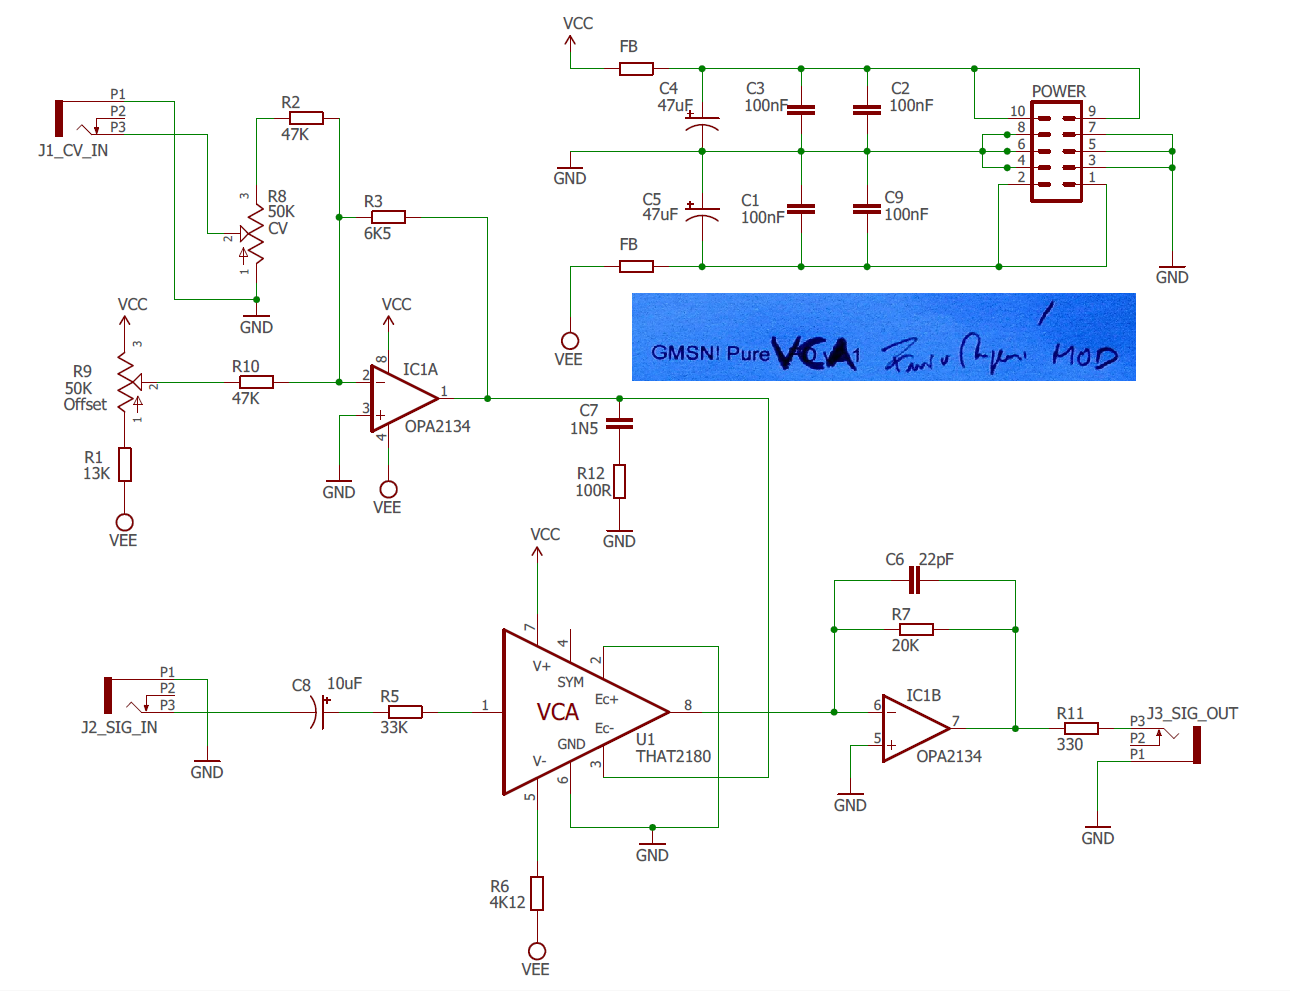 VCC
FB
C4
47uF
C3
100nF
C2
100nF
POWER
10 9
8 7
6 5
4 3
2 1
GND
C5
47uF
C1
100nF
C9
100nF
FB
GND
VEE
GMSN! Pure VCA 1 MOD
P1
P2
P3
J1_CV_IN
R2
47K
3
R8
50K
CV
2
1
GND
R3
6K5
VCC
3
R9
50K
Offset
2
1
R10
47K
R1
13K
VEE
VCC
8
IC1A
2
3
1
4
OPA2134
GND
VEE
C7
1N5
R12
100R
GND
VCC
7
V+
4
SYM
2
Ec+
VCA
1
8
Ec-
GND
3
V-
6
5
U1
THAT2180
GND
R6
4K12
VEE
P1
P2
P3
J2_SIG_IN
GND
C8
10uF
R5
33K
C6 22pF
R7
20K
6
5
7
IC1B
OPA2134
GND
R11
330
P3
P2
P1
J3_SIG_OUT
GND